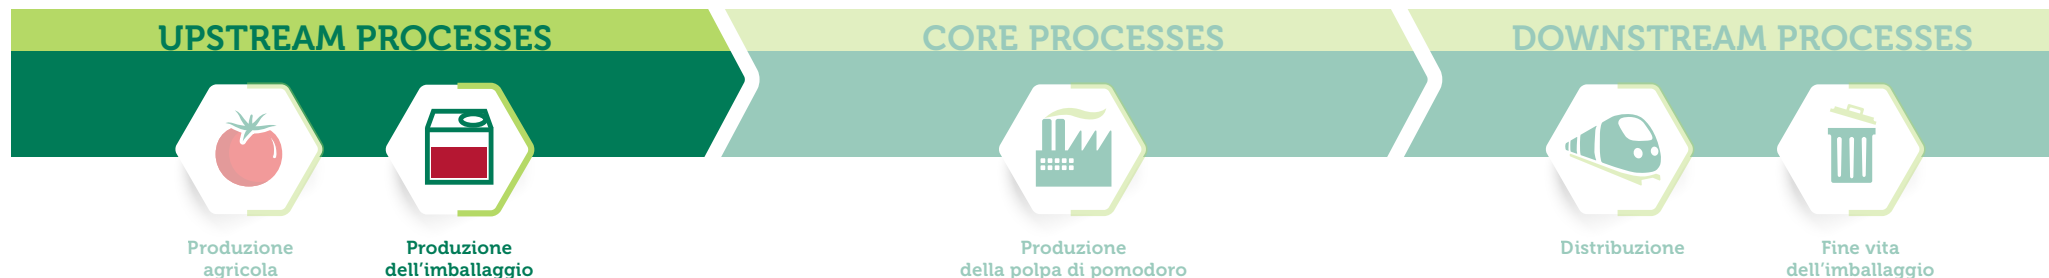 UPSTREAM PROCESSES
CORE PROCESSES
DOWNSTREAM PROCESSES
Produzione
agricola
Produzione
dell'imballaggio
Produzione
della polpa di pomodoro
Distribuzione
Fine vita
dell'imballaggio